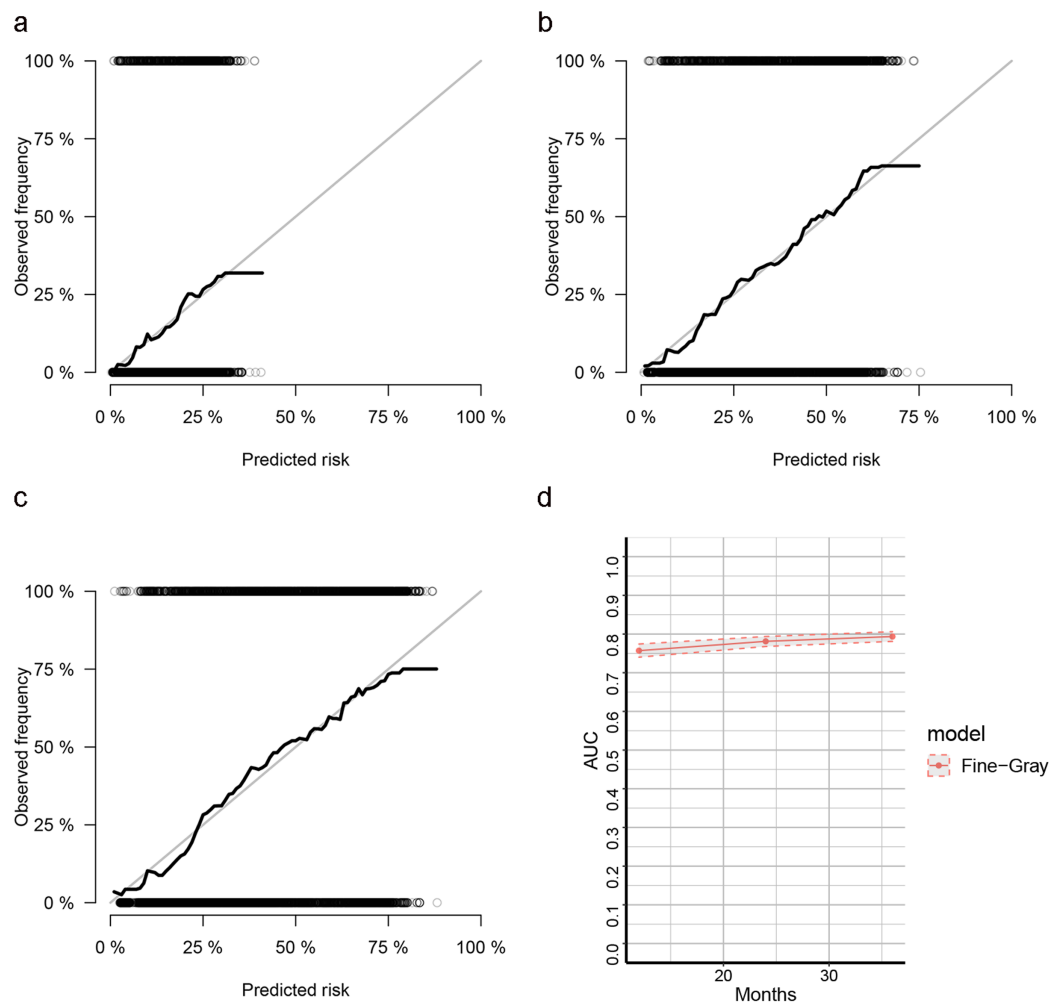 a
100 %
75 %
50 %
25 %
0 %
Observed frequency
0 % 25 % 50 % 75 % 100 %
Predicted risk
b
100 %
75 %
50 %
25 %
0 %
Observed frequency
0 % 25 % 50 % 75 % 100 %
Predicted risk
c
100 %
75 %
50 %
25 %
0 %
Observed frequency
0 % 25 % 50 % 75 % 100 %
Predicted risk
d
1.0
0.9
0.8
0.7
0.6
0.5
0.4
0.3
0.2
0.1
0.0
AUC
20 30
Months
model
Fine-Gray